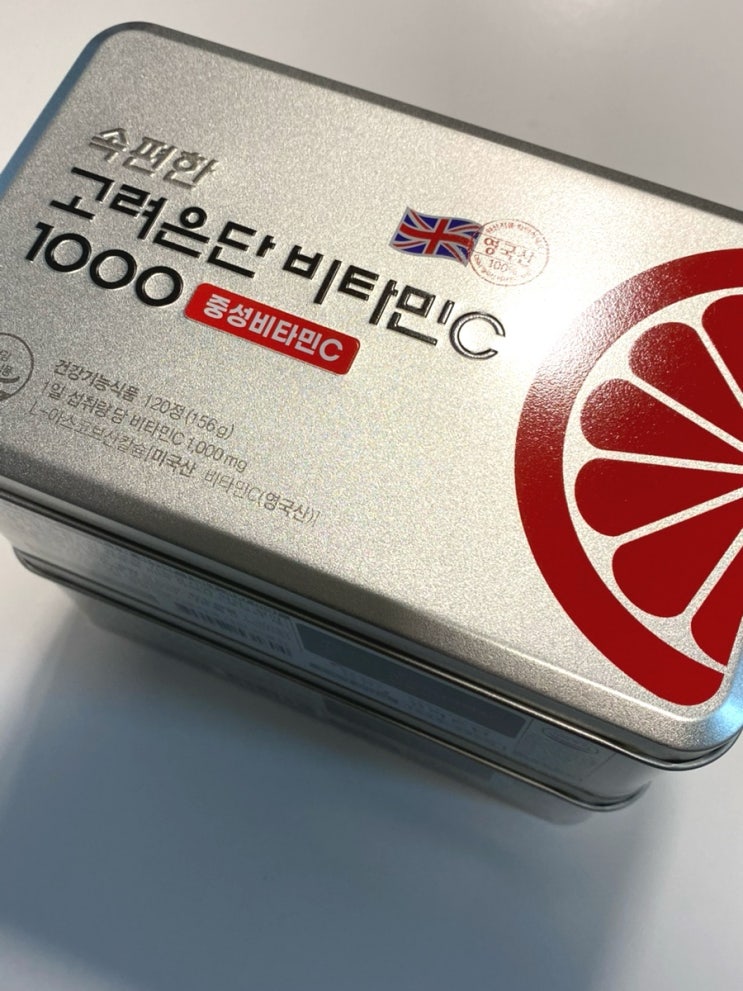 속편한
고려은단 비타민C
1000 중성비타민C
영국산
100%
건강기능식품 120정(156g)
1일 섭취량 당 비타민C 1,000mg
L-아스코브산칼슘[미국산 비타민C(영국산)]